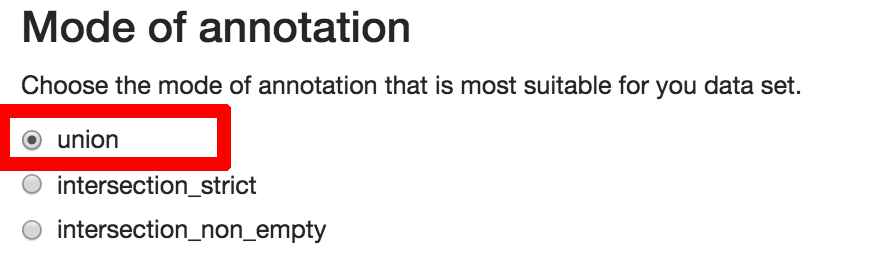 Mode of annotation
Choose the mode of annotation that is most suitable for you data set.
union
intersection_strict
intersection_non_empty